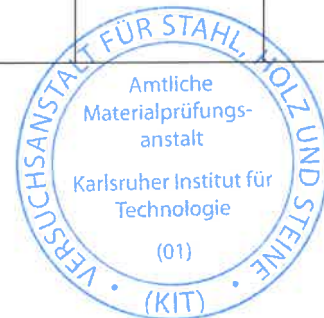 VERSUCHSANSTALT FÜR STAHL, HOLZ UND STEINE
Amtliche
Materialprüfungs-
anstalt
Karlsruher Institut für
Technologie
(01)
• (KIT) •